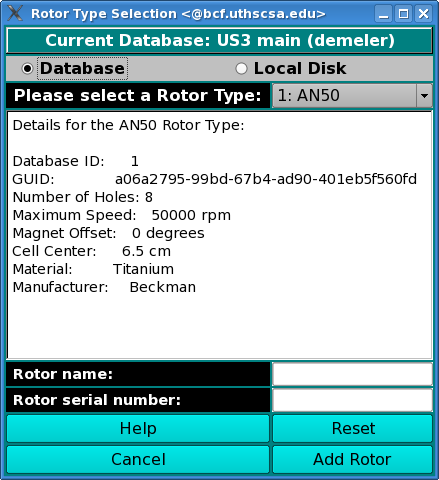 Rotor Type Selection <@bcf.uthscsa.edu>
Current Database: US3 main (demeler)
Database Local Disk
Please select a Rotor Type: 1: AN50
Details for the AN50 Rotor Type:
Database ID: 1
GUID: a06a2795-99bd-67b4-ad90-401eb5f560fd
Number of Holes: 8
Maximum Speed: 50000 rpm
Magnet Offset: 0 degrees
Cell Center: 6.5 cm
Material: Titanium
Manufacturer: Beckman
Rotor name:
Rotor serial number:
Help Reset
Cancel Add Rotor